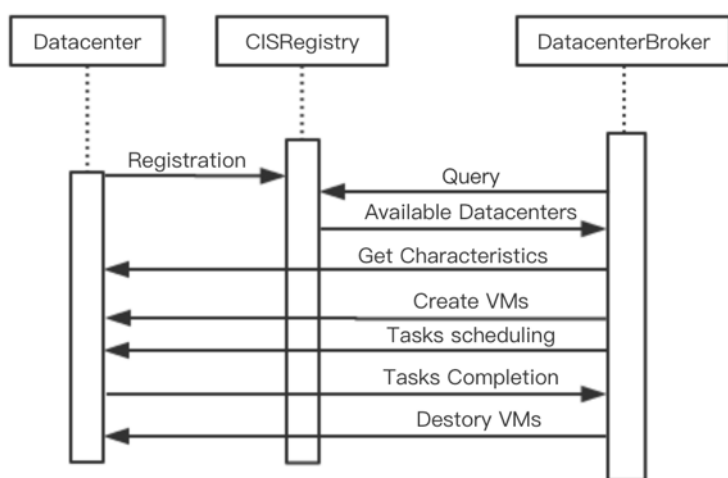 Datacenter
CISRegistry
DatacenterBroker
Registration
Query
Available Datacenters
Get Characteristics
Create VMs
Tasks scheduling
Tasks Completion
Destory VMs